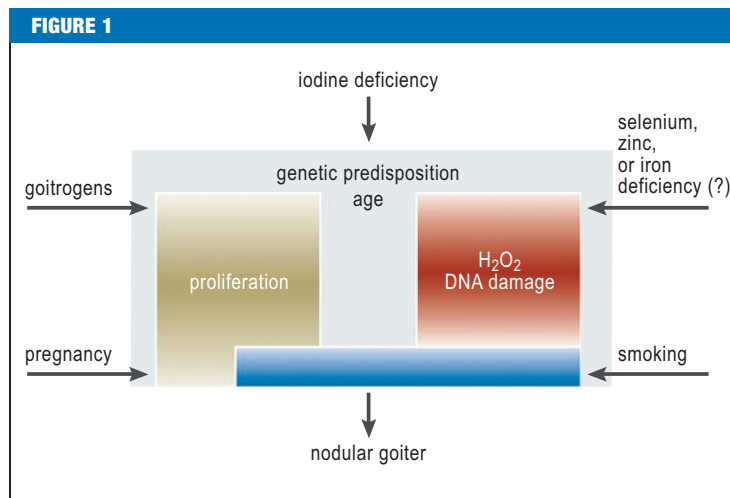 FIGURE 1
iodine deficiency
selenium,
zinc,
or iron
deficiency (?)
genetic predisposition
age
goitrogens
proliferation
H₂O₂
DNA damage
pregnancy
smoking
nodular goiter